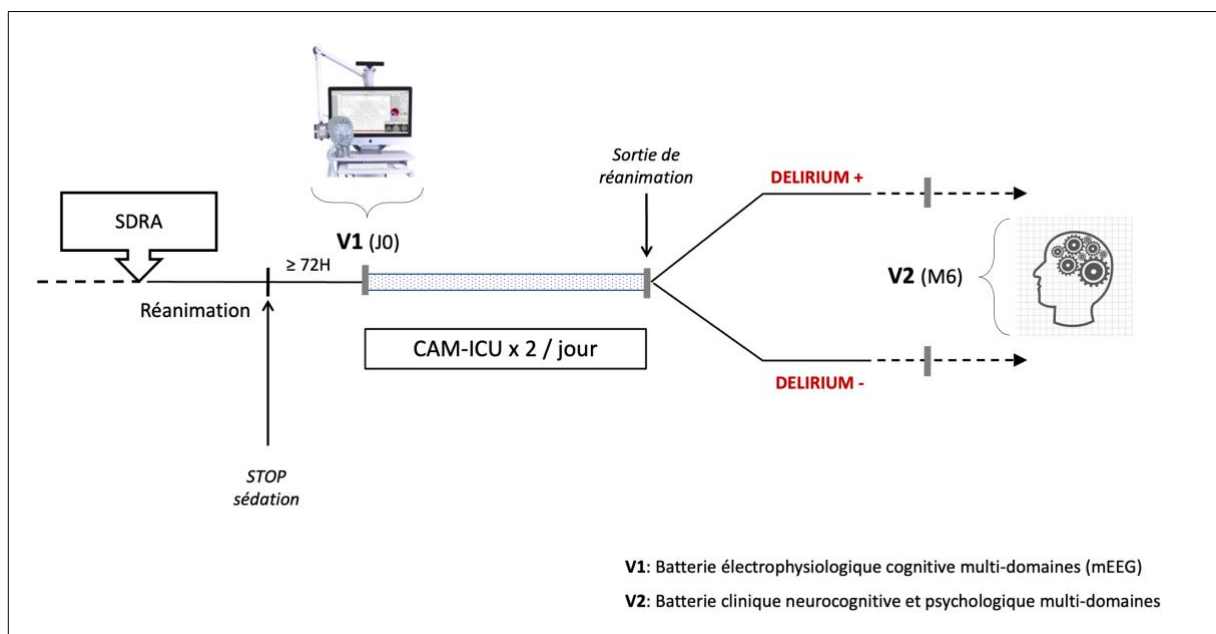 SDRA
Réanimation
STOP
sédation
≥ 72H
V1 (J0)
CAM-ICU x 2 / jour
Sortie de
réanimation
DELIRIUM +
DELIRIUM -
V2 (M6)
V1: Batterie électrophysiologique cognitive multi-domaines (mEEG)
V2: Batterie clinique neurocognitive et psychologique multi-domaines